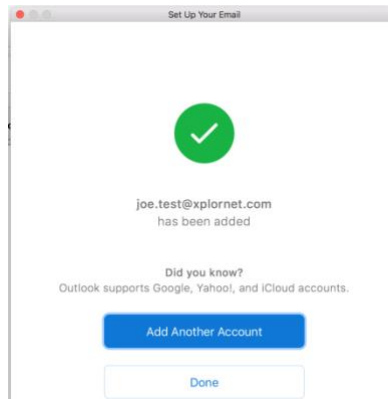 Set Up Your Email
joe.test@xplornet.com
has been added
Did you know?
Outlook supports Google, Yahoo!, and iCloud accounts.
Add Another Account
Done